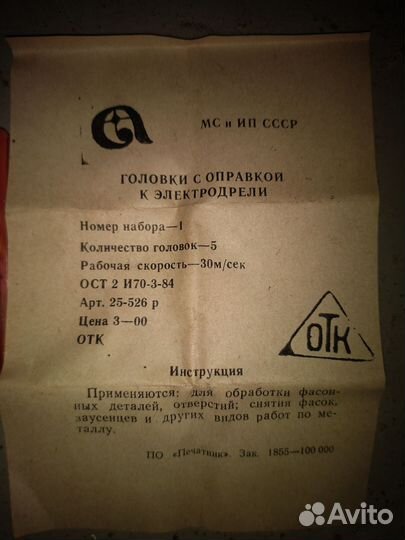 МС и ИП СССР
ГОЛОВКИ С ОПРАВКОЙ
К ЭЛЕКТРОДРЕЛИ
Номер набора—1
Количество головок—5
Рабочая скорость—30м/сек
ОСТ 2 И70-3-84
Арт. 25-526 р
Цена 3—00
ОТК
ОТК
Инструкция
Применяются: для обработки фасон-
ных деталей, отверстий; снятия фасок,
заусенцев и других видов работ по ме-
таллу.
ПО «Печатник». Зак. 1855—100 000
Avito